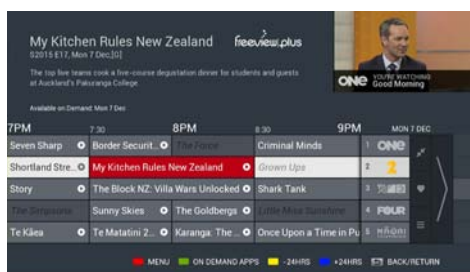 My Kitchen Rules New Zealand
freeview plus
S2015 E17, Mon 7 Dec,[G]
The top five teams cook a five-course degustation dinner for students and guests
at Auckland's Pakuranga College.
ONE YOU'RE WATCHING
Good Morning
Available on Demand: Mon 7 Dec
7PM 7:30 8PM 8:30 9PM MON 7 DEC
Seven Sharp Border Securit... The Force Criminal Minds 1 ONE
Shortland Stre... My Kitchen Rules New Zealand Grown Ups 2 2
Story The Block NZ: Villa Wars Unlocked Shark Tank 3
The Simpsons Sunny Skies The Goldbergs Little Miss Sunshine 4 FOUR
Te Kāea Te Matatini 2... Karanga: The ... Once Upon a Time in Pu 5 MĀORI
MENU ON DEMAND APPS -24HRS +24HRS BACK/RETURN